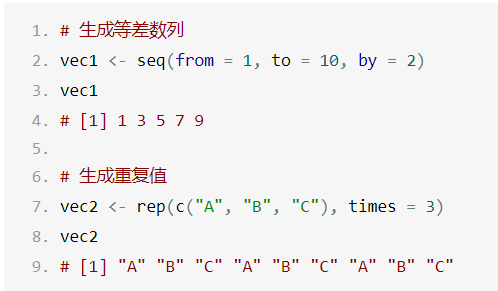 1. # 生成等差数列
2. vec1 <- seq(from = 1, to = 10, by = 2)
3. vec1
4. # [1] 1 3 5 7 9
5.
6. # 生成重复值
7. vec2 <- rep(c("A", "B", "C"), times = 3)
8. vec2
9. # [1] "A" "B" "C" "A" "B" "C" "A" "B" "C"